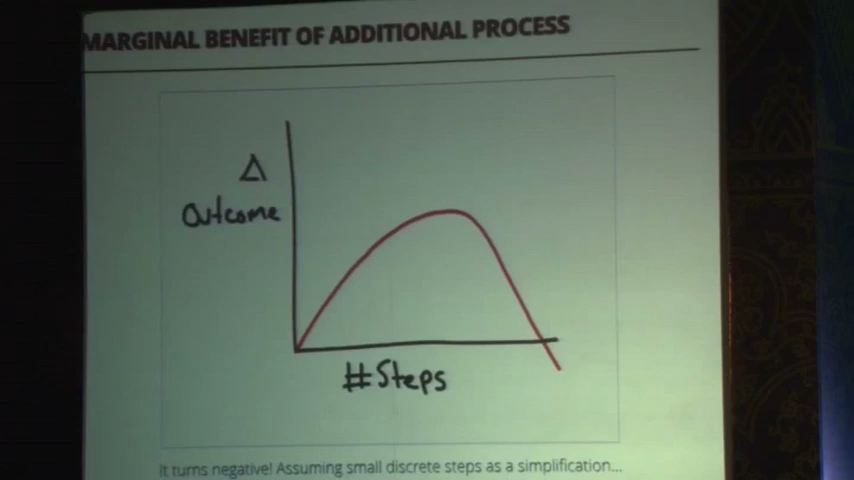 MARGINAL BENEFIT OF ADDITIONAL PROCESS
Δ
Outcome
#Steps
It turns negative! Assuming small discrete steps as a simplification...